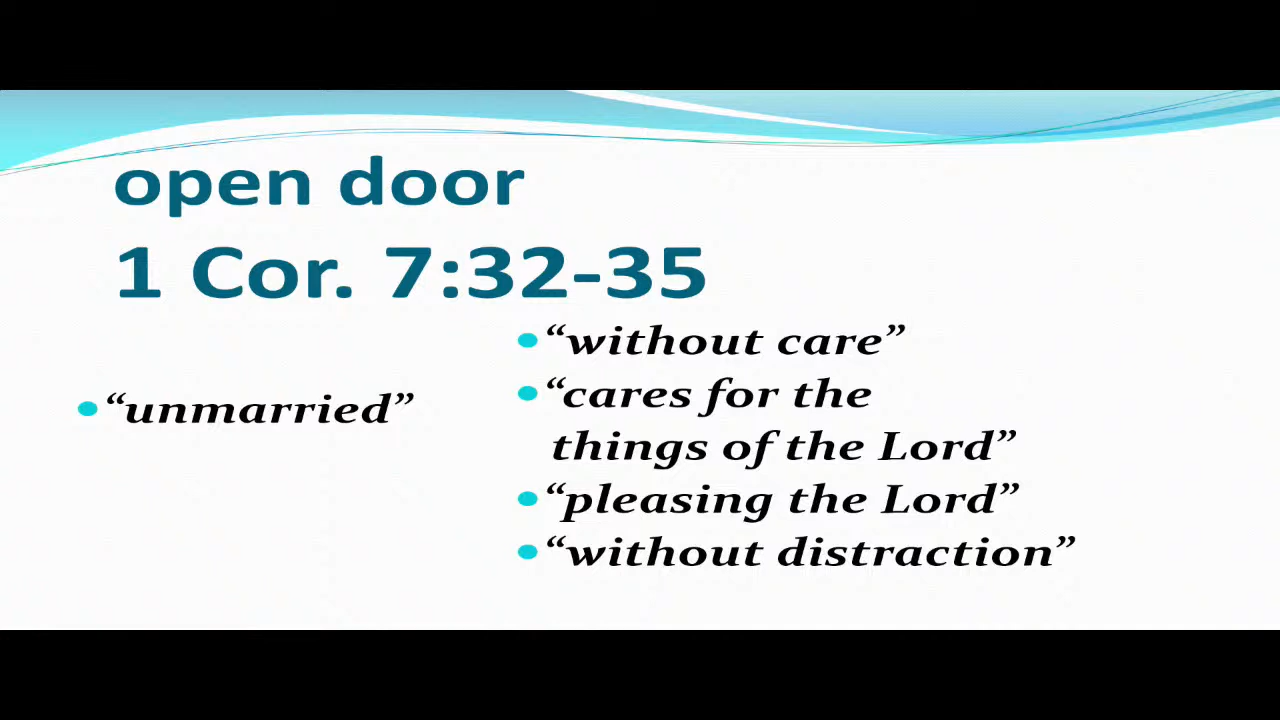 open door
1 Cor. 7:32-35
• “unmarried”
• “without care”
• “cares for the
things of the Lord”
• “pleasing the Lord”
• “without distraction”